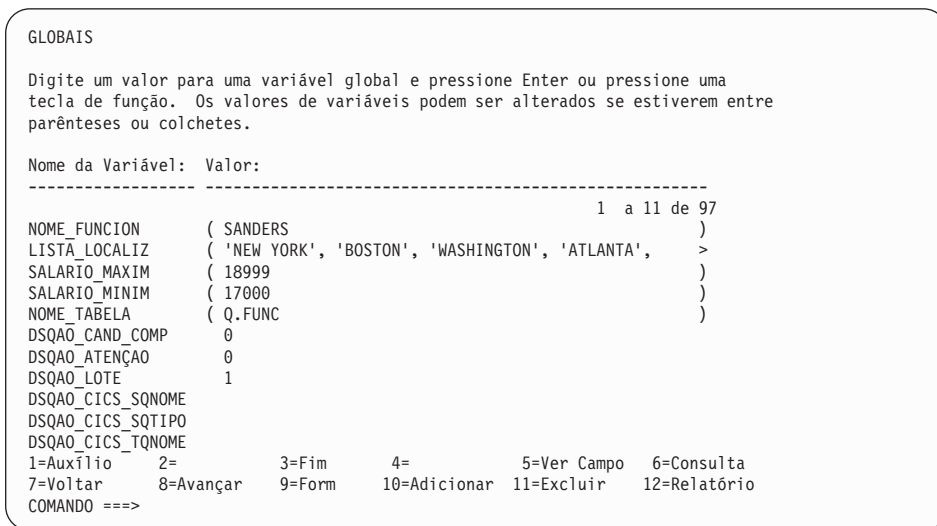 GLOBAIS
Digite um valor para uma variável global e pressione Enter ou pressione uma
tecla de função. Os valores de variáveis podem ser alterados se estiverem entre
parênteses ou colchetes.
Nome da Variável: Valor:
------------------ ------------------------------------------------------
1 a 11 de 97
NOME_FUNCION ( SANDERS )
LISTA_LOCALIZ ( 'NEW YORK', 'BOSTON', 'WASHINGTON', 'ATLANTA', >
SALARIO_MAXIM ( 18999 )
SALARIO_MINIM ( 17000 )
NOME_TABELA ( Q.FUNC )
DSQAO_CAND_COMP 0
DSQAO_ATENÇAO 0
DSQAO_LOTE 1
DSQAO_CICS_SQNOME
DSQAO_CICS_SQTIPO
DSQAO_CICS_TQNOME
1=Auxílio 2= 3=Fim 4= 5=Ver Campo 6=Consulta
7=Voltar 8=Avançar 9=Form 10=Adicionar 11=Excluir 12=Relatório
COMANDO ===>